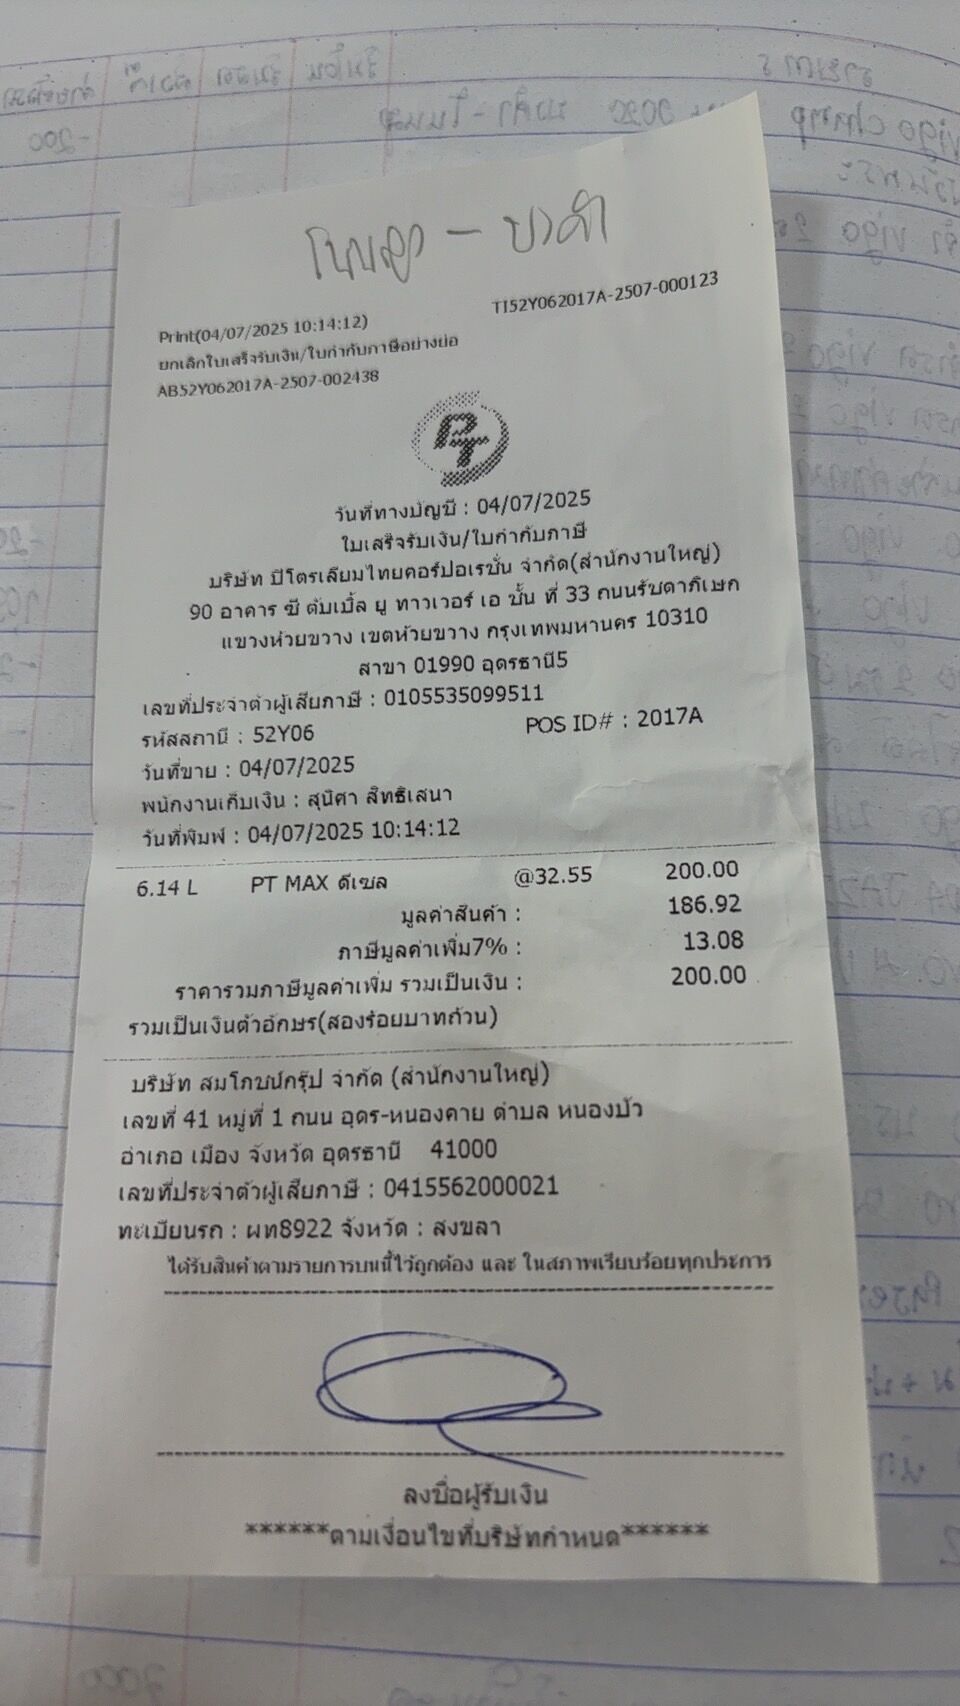 โนนสูง - นาคำ
TI52Y062017A-2507-000123
Print(04/07/2025 10:14:12)
ยกเลิกใบเสร็จรับเงิน/ใบกำกับภาษีอย่างย่อ
AB52Y062017A-2507-002438
PT
วันที่ทางบัญชี : 04/07/2025
ใบเสร็จรับเงิน/ใบกำกับภาษี
บริษัท ปิโตรเลียมไทยคอร์ปอเรชั่น จำกัด(สำนักงานใหญ่)
90 อาคาร ซี ดับเบิ้ล ยู ทาวเวอร์ เอ ชั้น ที่ 33 ถนนรัชดาภิเษก
แขวงห้วยขวาง เขตห้วยขวาง กรุงเทพมหานคร 10310
สาขา 01990 อุดรธานี5
เลขที่ประจำตัวผู้เสียภาษี : 0105535099511
รหัสสถานี : 52Y06 POS ID# : 2017A
วันที่ขาย : 04/07/2025
พนักงานเก็บเงิน : สุนิศา สิทธิเสนา
วันที่พิมพ์ : 04/07/2025 10:14:12
6.14 L PT MAX ดีเซล @32.55 200.00
มูลค่าสินค้า : 186.92
ภาษีมูลค่าเพิ่ม7% : 13.08
ราคารวมภาษีมูลค่าเพิ่ม รวมเป็นเงิน : 200.00
รวมเป็นเงินตัวอักษร(สองร้อยบาทถ้วน)
บริษัท สมโภชน์กรุ๊ป จำกัด (สำนักงานใหญ่)
เลขที่ 41 หมู่ที่ 1 ถนน อุดร-หนองคาย ตำบล หนองบัว
อำเภอ เมือง จังหวัด อุดรธานี 41000
เลขที่ประจำตัวผู้เสียภาษี : 0415562000021
ทะเบียนรถ : ผท8922 จังหวัด : สงขลา
ได้รับสินค้าตามรายการบนนี้ไว้ถูกต้อง และ ในสภาพเรียบร้อยทุกประการ
ลงชื่อผู้รับเงิน
******ตามเงื่อนไขที่บริษัทกำหนด******